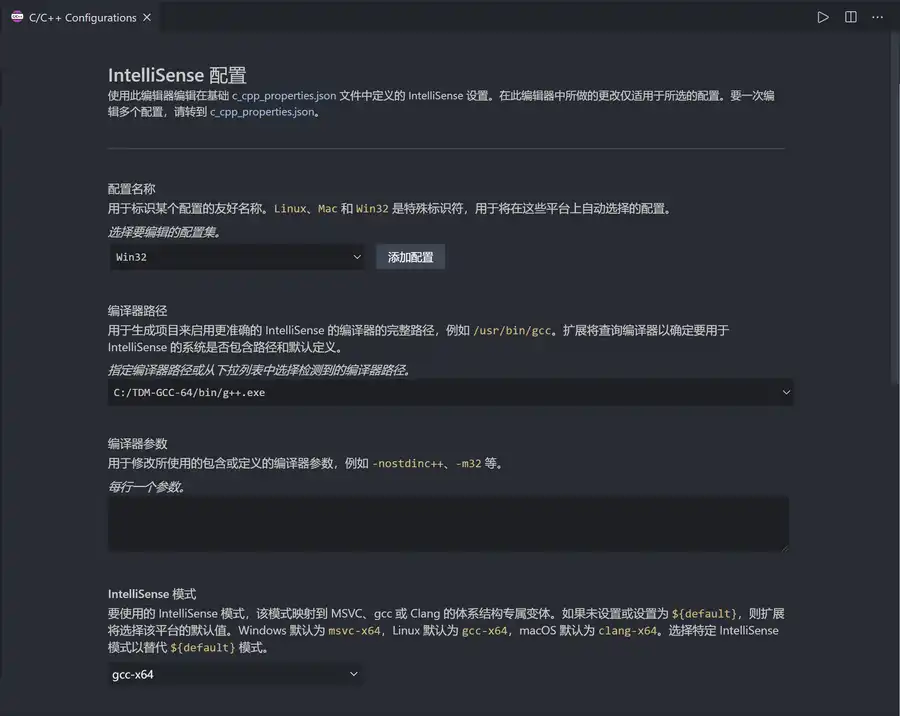 C/C++ Configurations
IntelliSense 配置
使用此编辑器编辑在基础 c_cpp_properties.json 文件中定义的 IntelliSense 设置。在此编辑器中所做的更改仅适用于所选的配置。要一次编
辑多个配置，请转到 c_cpp_properties.json。
配置名称
用于标识某个配置的友好名称。Linux、Mac 和 Win32 是特殊标识符，用于将在这些平台上自动选择的配置。
选择要编辑的配置集。
Win32
添加配置
编译器路径
用于生成项目来启用更准确的 IntelliSense 的编译器的完整路径，例如 /usr/bin/gcc。扩展将查询编译器以确定要用于
IntelliSense 的系统是否包含路径和默认定义。
指定编译器路径或从下拉列表中选择检测到的编译器路径。
C:/TDM-GCC-64/bin/g++.exe
编译器参数
用于修改所使用的包含或定义的编译器参数，例如 -nostdinc++、-m32 等。
每行一个参数。
IntelliSense 模式
要使用的 IntelliSense 模式，该模式映射到 MSVC、gcc 或 Clang 的体系结构专属变体。如果未设置或设置为 ${default}，则扩展
将选择该平台的默认值。Windows 默认为 msvc-x64，Linux 默认为 gcc-x64，macOS 默认为 clang-x64。选择特定 IntelliSense
模式以替代 ${default} 模式。
gcc-x64